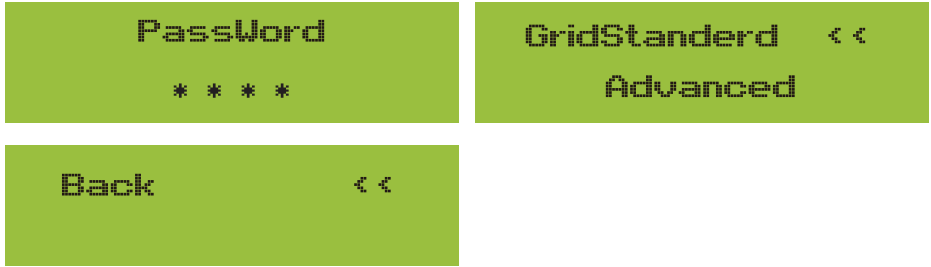 PassWord
* * * *
GridStanderd <<
Advanced
Back <<